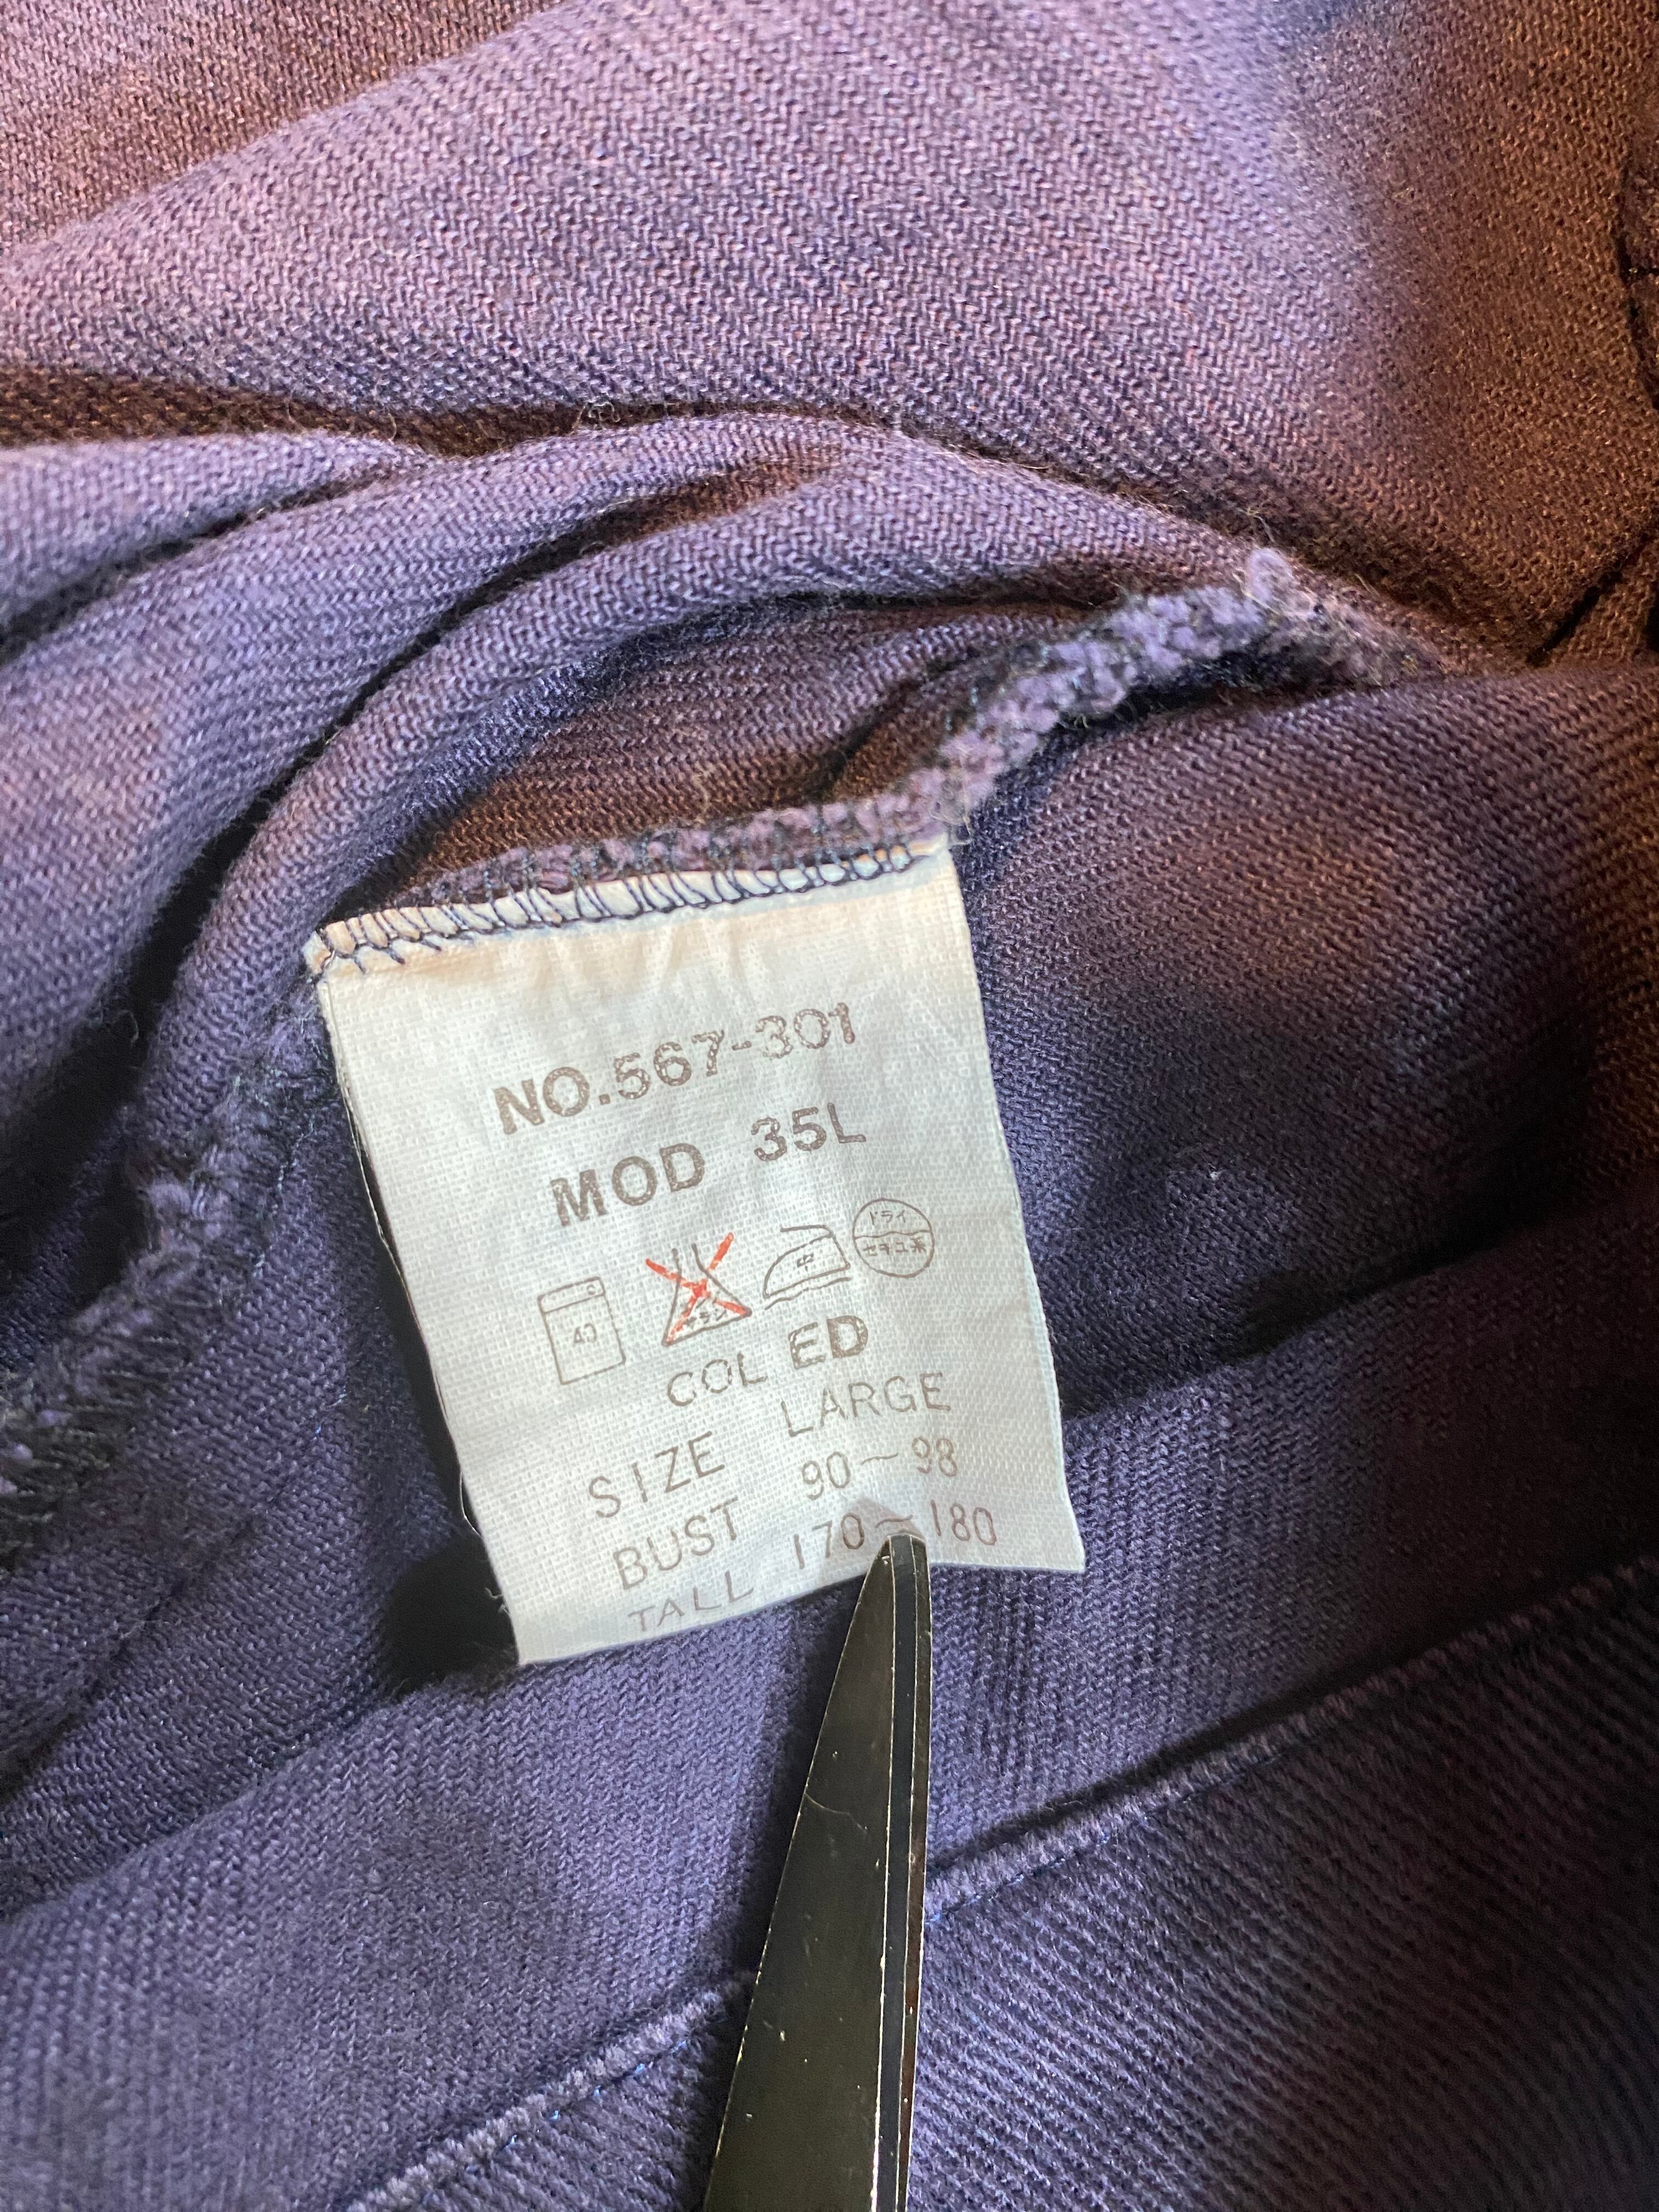 NO.567-301
MOD 35L
40
中
ドライ
セキユ系
COL ED
SIZE LARGE
BUST 90～98
TALL 170～180